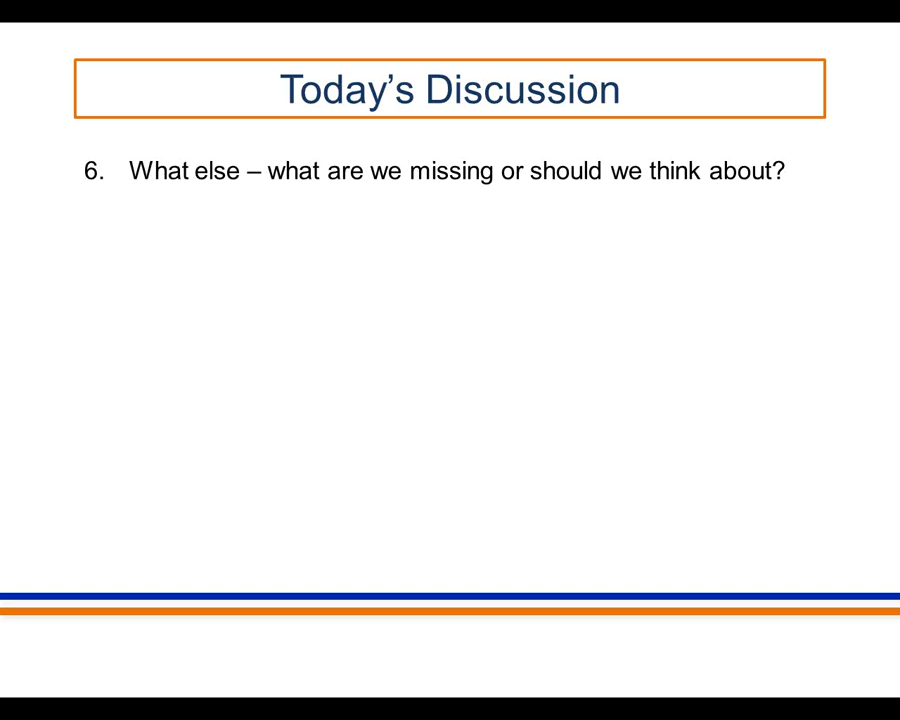 Today’s Discussion
6. What else – what are we missing or should we think about?